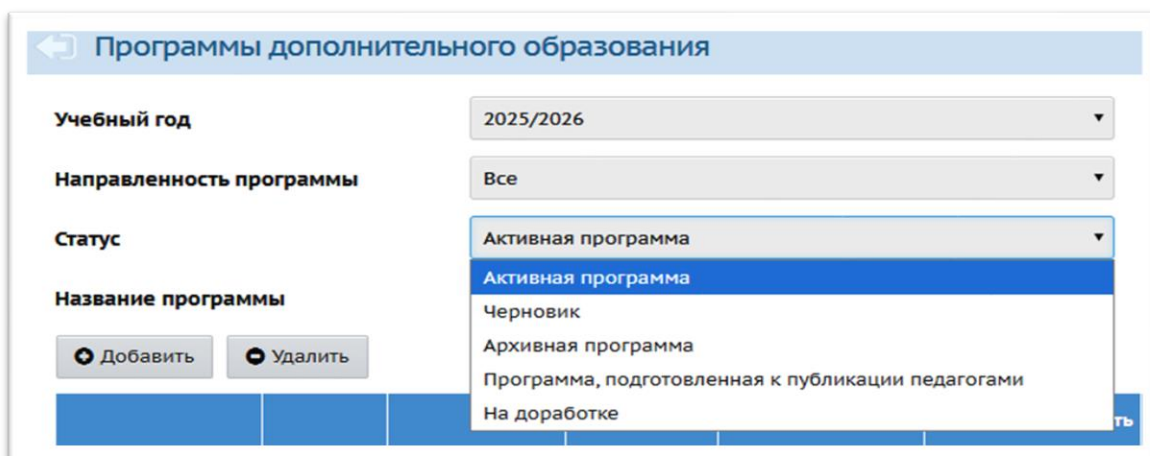 Программы дополнительного образования
Учебный год 2025/2026
Направленность программы Все
Статус Активная программа
Активная программа
Черновик
Название программы
Архивная программа
Добавить Удалить
Программа, подготовленная к публикации педагогами
На доработке
ть